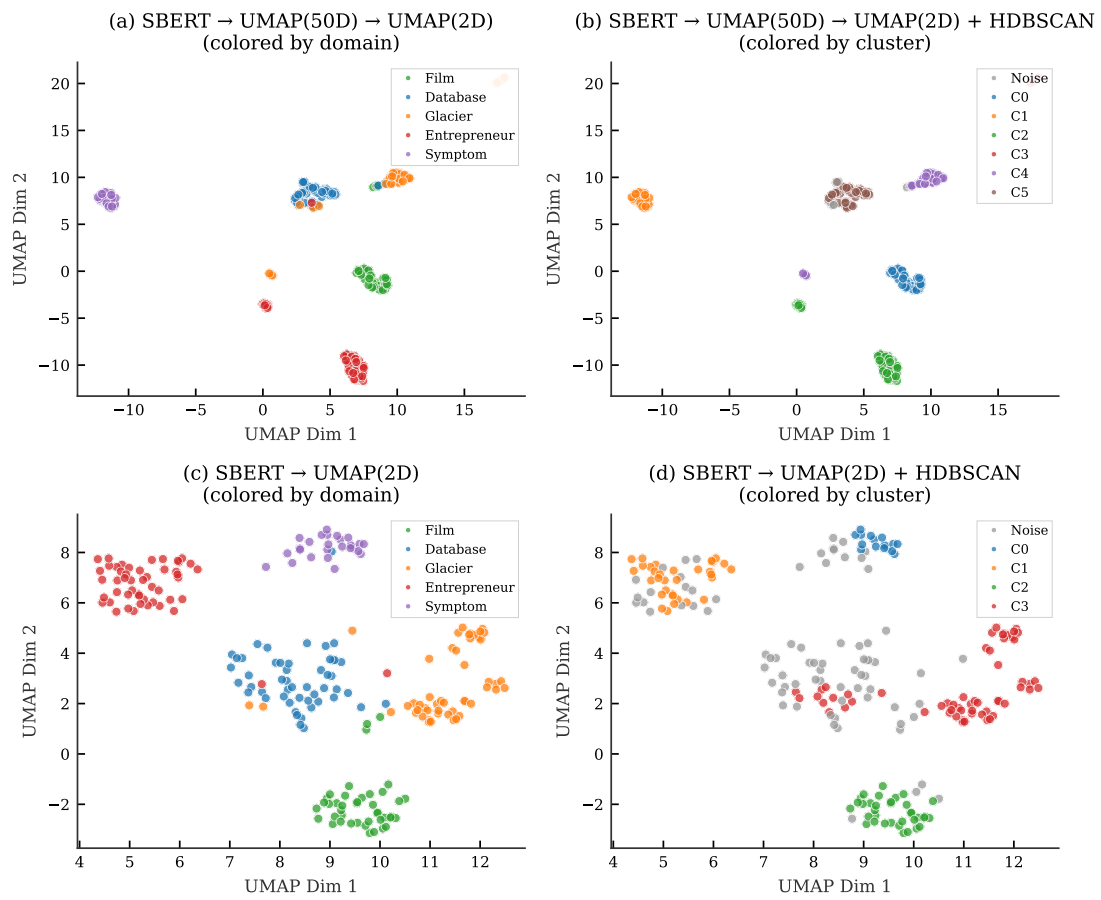 (a) SBERT → UMAP(50D) → UMAP(2D)
(colored by domain)
20
15
10
5
0
−5
−10
UMAP Dim 2
Film
Database
Glacier
Entrepreneur
Symptom
−10
−5
0
5
10
15
UMAP Dim 1
(b) SBERT → UMAP(50D) → UMAP(2D) + HDBSCAN
(colored by cluster)
20
15
10
5
0
−5
−10
UMAP Dim 2
Noise
C0
C1
C2
C3
C4
C5
−10
−5
0
5
10
15
UMAP Dim 1
(c) SBERT → UMAP(2D)
(colored by domain)
8
6
4
2
0
−2
UMAP Dim 2
Film
Database
Glacier
Entrepreneur
Symptom
4
5
6
7
8
9
10
11
12
UMAP Dim 1
(d) SBERT → UMAP(2D) + HDBSCAN
(colored by cluster)
8
6
4
2
0
−2
UMAP Dim 2
Noise
C0
C1
C2
C3
4
5
6
7
8
9
10
11
12
UMAP Dim 1